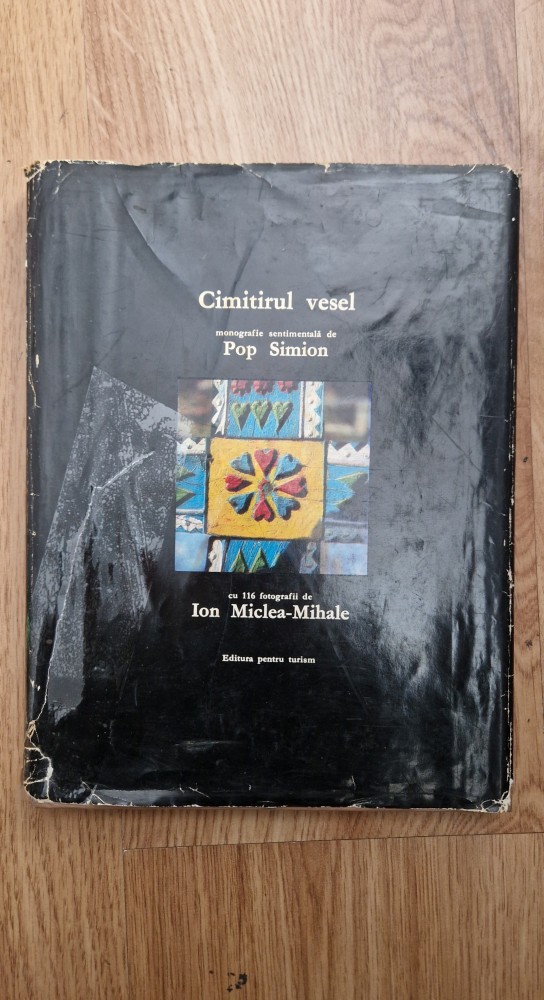 Cimitirul vesel
monografie sentimentală de
Pop Simion
cu 116 fotografii de
Ion Miclea-Mihale
Editura pentru turism